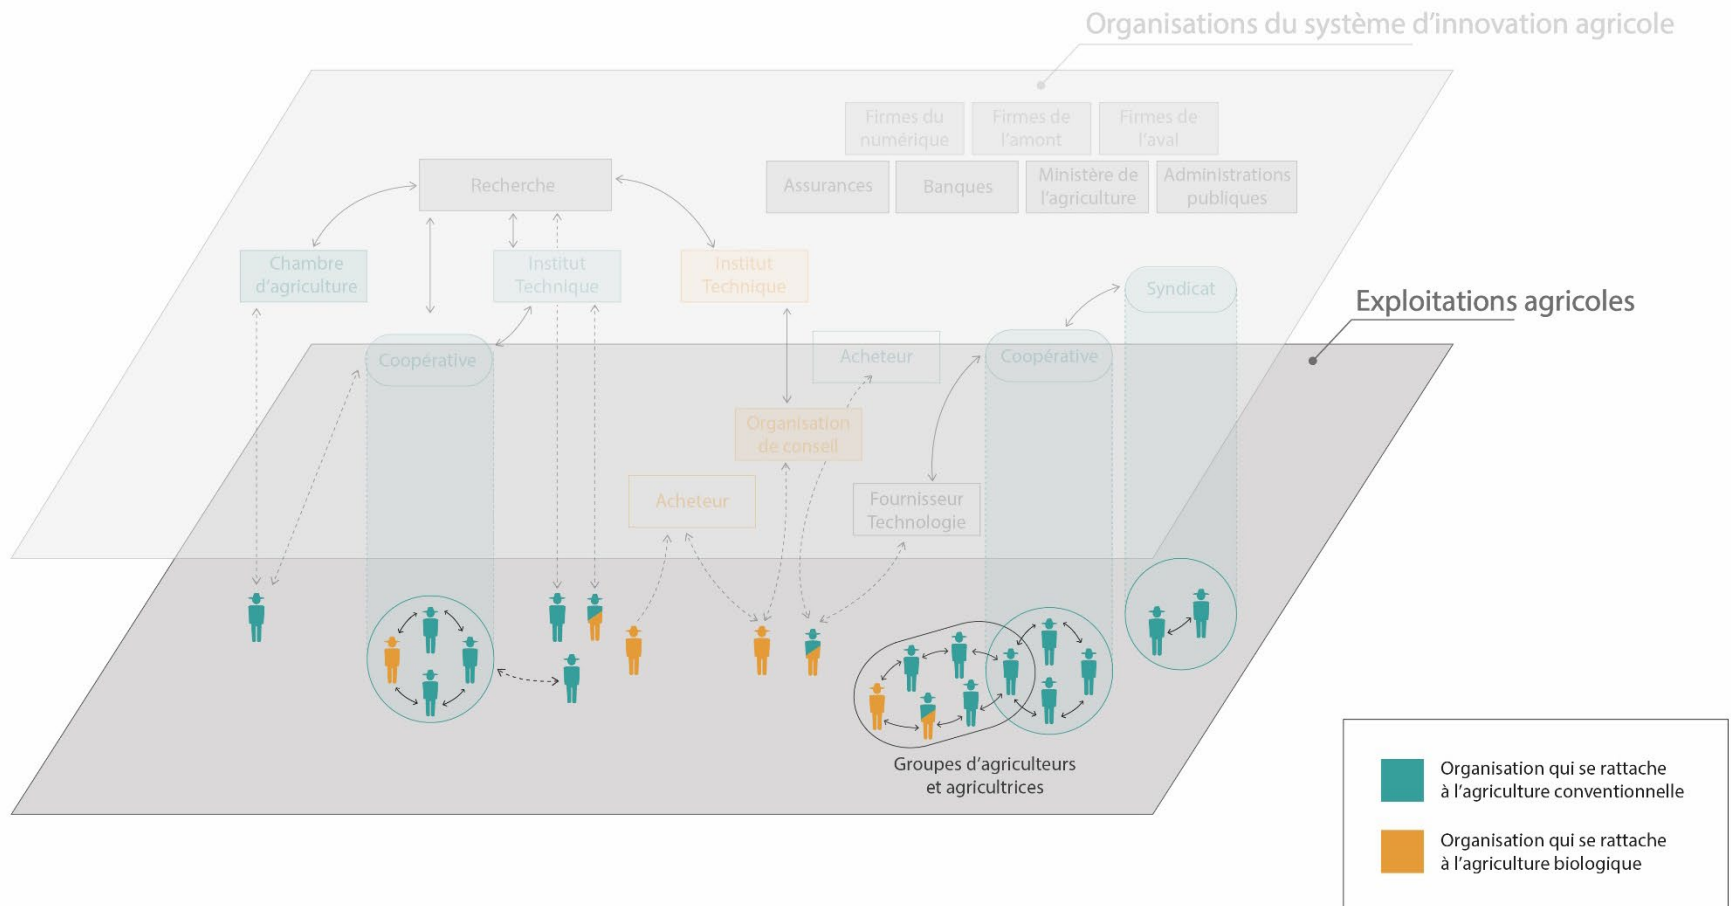 Organisations du système d'innovation agricole
Firmes du
numérique
Firmes de
l'amont
Firmes de
l'aval
Recherche
Assurances
Banques
Ministère de
l'agriculture
Administrations
publiques
Chambre
d'agriculture
Institut
Technique
Institut
Technique
Syndicat
Exploitations agricoles
Coopérative
Acheteur
Coopérative
Organisation
de conseil
Acheteur
Fournisseur
Technologie
Groupes d'agriculteurs
et agricultrices
Organisation qui se rattache
à l'agriculture conventionnelle
Organisation qui se rattache
à l'agriculture biologique